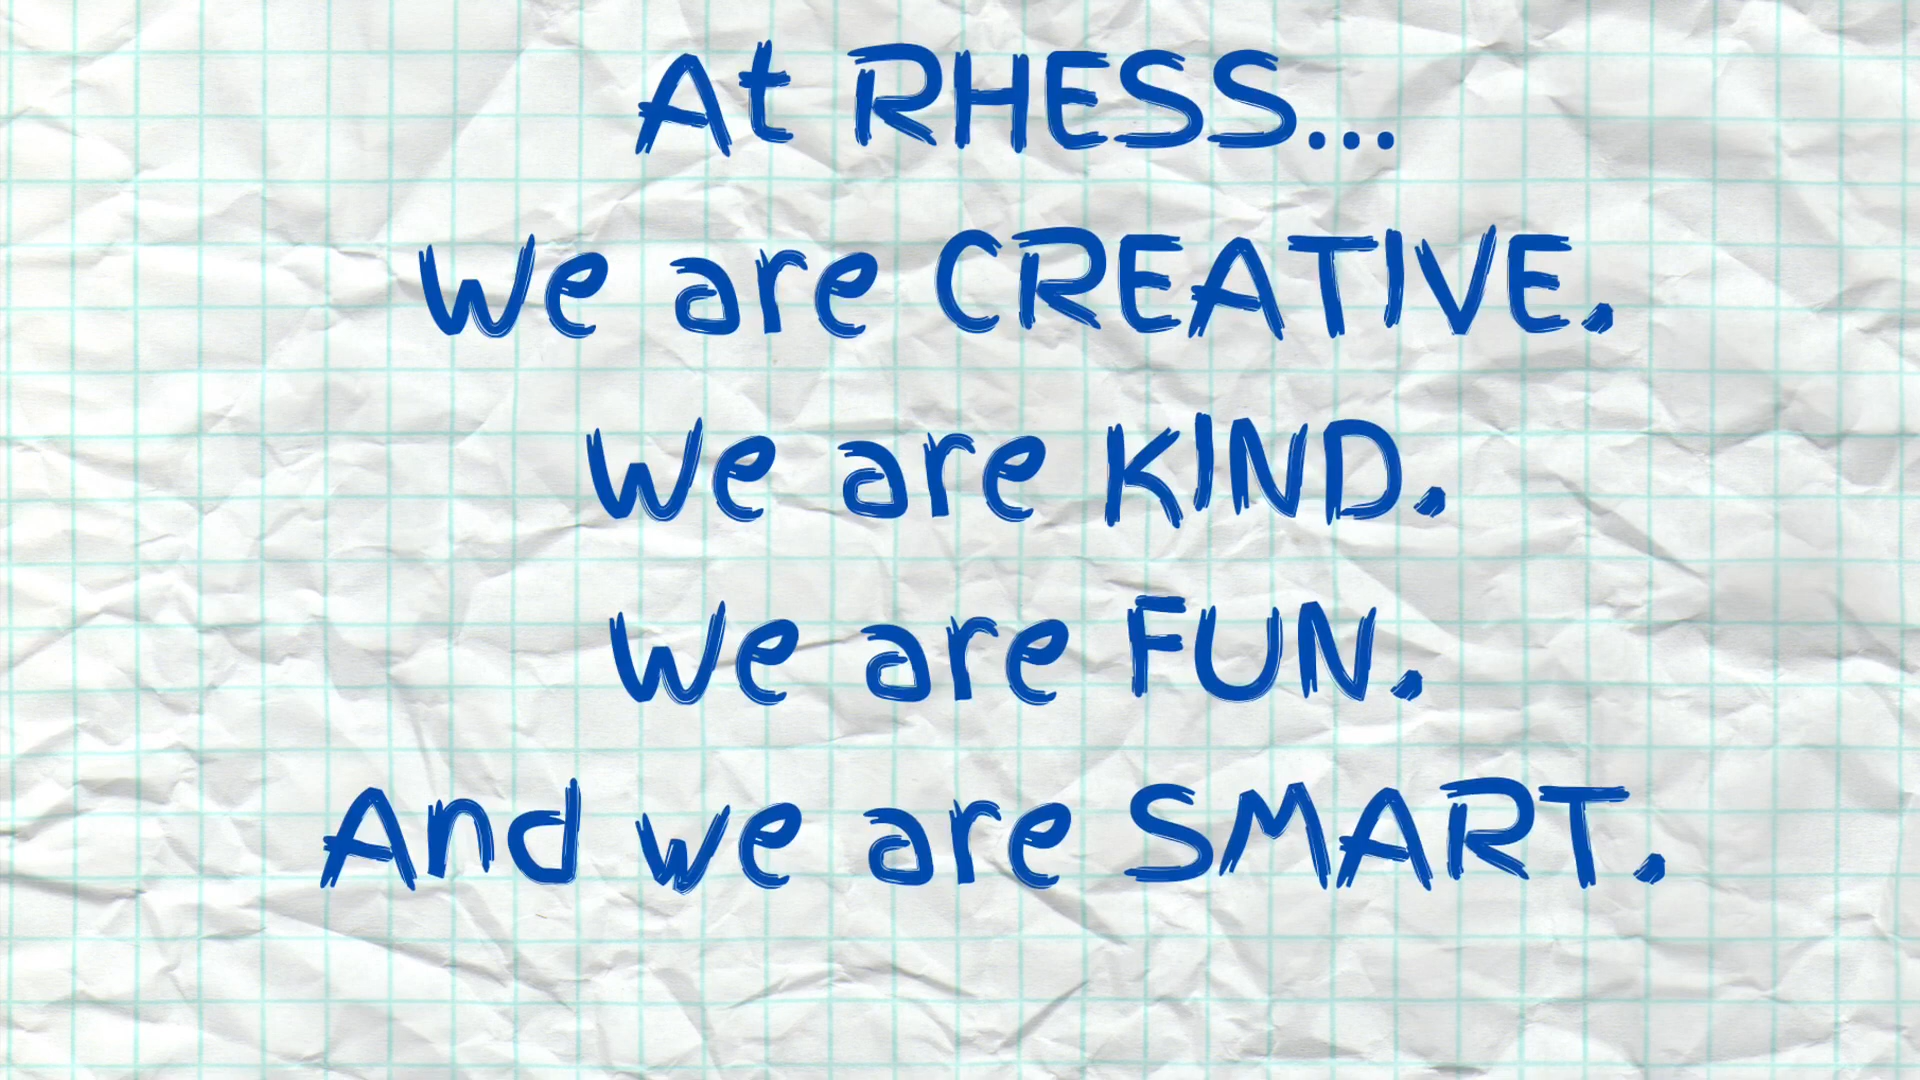 At RHESS...
We are CREATIVE.
We are KIND.
We are FUN.
And we are SMART.